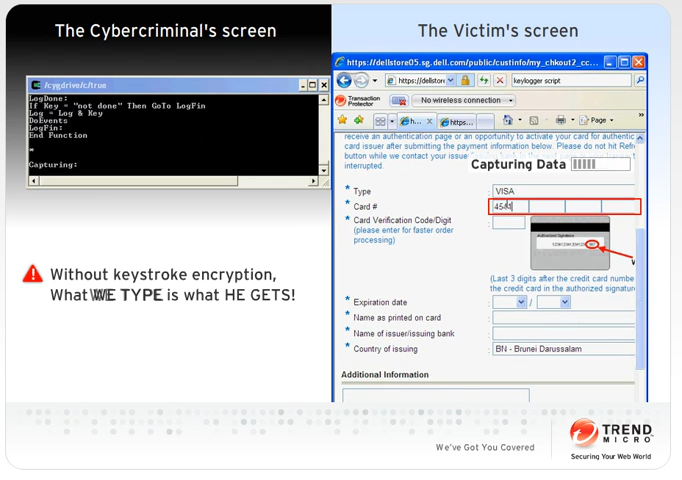 The Cybercriminal's screen
/cygdrive/c/true
LogDone:
If Key = "not done" Then GoTo LogFin
Log = Log & Key
DoEvents
LogFin:
End Function
*
Capturing:
Without keystroke encryption,
What WE TYPE is what HE GETS!
The Victim's screen
https://dellstore05.sg.dell.com/public/custinfo/my_chkout2_cc...
https://dellstore
keylogger script
Transaction
Protector
No wireless connection
h...
https...
Page
receive an authentication page or an opportunity to activate your card for authentic
card issuer after submitting the payment information below. Please do not hit Refre
button while we contact your issue
interrupted.
Capturing Data
* Type : VISA
* Card # :
* Card Verification Code/Digit :
(please enter for faster order
processing)
Authorized Signature
(Last 3 digits after the credit card numbe
the credit card in the authorized signatur
* Expiration date : /
* Name as printed on card :
* Name of issuer/issuing bank :
* Country of issuing : BN - Brunei Darussalam
Additional Information
We've Got You Covered
TREND
MICRO™
Securing Your Web World